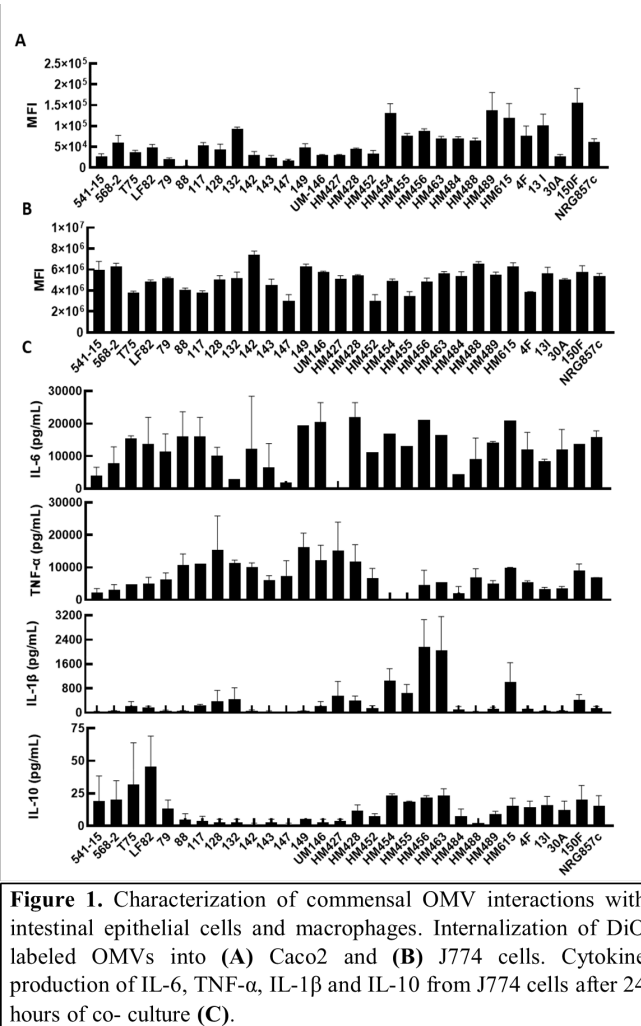 A
2.5×10⁵
2×10⁵
1.5×10⁵
1×10⁵
5×10⁴
0
MFI
541-15 568-2 T75 LF82 79 88 117 128 132 142 143 147 149 UM-146 HM427 HM428 HM452 HM454 HM455 HM456 HM463 HM484 HM488 HM489 HM615 4F 13 I 30A 150F NRG857c
B
1×10⁷
8×10⁶
6×10⁶
4×10⁶
2×10⁶
0
MFI
541-15 568-2 T75 LF82 79 88 117 128 132 142 143 147 149 UM146 HM427 HM428 HM452 HM454 HM455 HM456 HM463 HM484 HM488 HM489 HM615 4F 13I 30A 150F NRG857c
C
30000
20000
10000
0
IL-6 (pg/mL)
30000
20000
10000
0
TNF-α (pg/mL)
3200
2400
1600
800
0
IL-1β (pg/mL)
75
50
25
0
IL-10 (pg/mL)
541-15 568-2 T75 LF82 79 88 117 128 132 142 143 147 149 UM146 HM427 HM428 HM452 HM454 HM455 HM456 HM463 HM484 HM488 HM489 HM615 4F 13I 30A 150F NRG857c
Figure 1. Characterization of commensal OMV interactions with
intestinal epithelial cells and macrophages. Internalization of DiO
labeled OMVs into (A) Caco2 and (B) J774 cells. Cytokine
production of IL-6, TNF-α, IL-1β and IL-10 from J774 cells after 24
hours of co- culture (C).